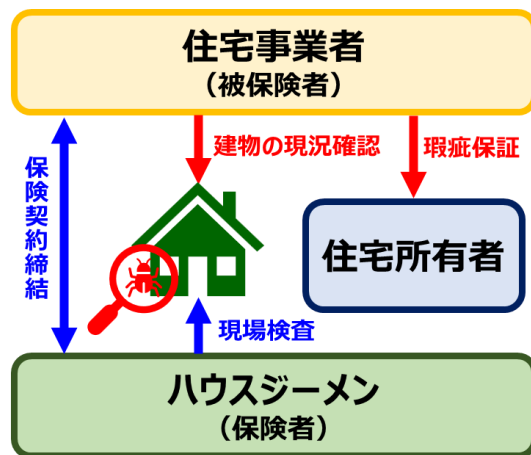 住宅事業者
（被保険者）
保険契約締結
建物の現況確認
瑕疵保証
住宅所有者
現場検査
ハウスジーメン
（保険者）